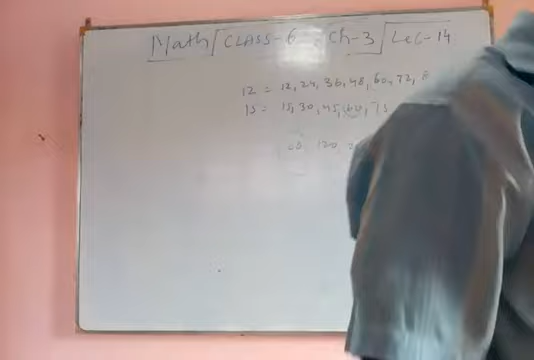 Math/CLASS-6 Ch-3/Lec-14
12 = 12, 24, 36, 48, 60, 72, 8
15 = 15, 30, 45, 60, 75
60, 120,